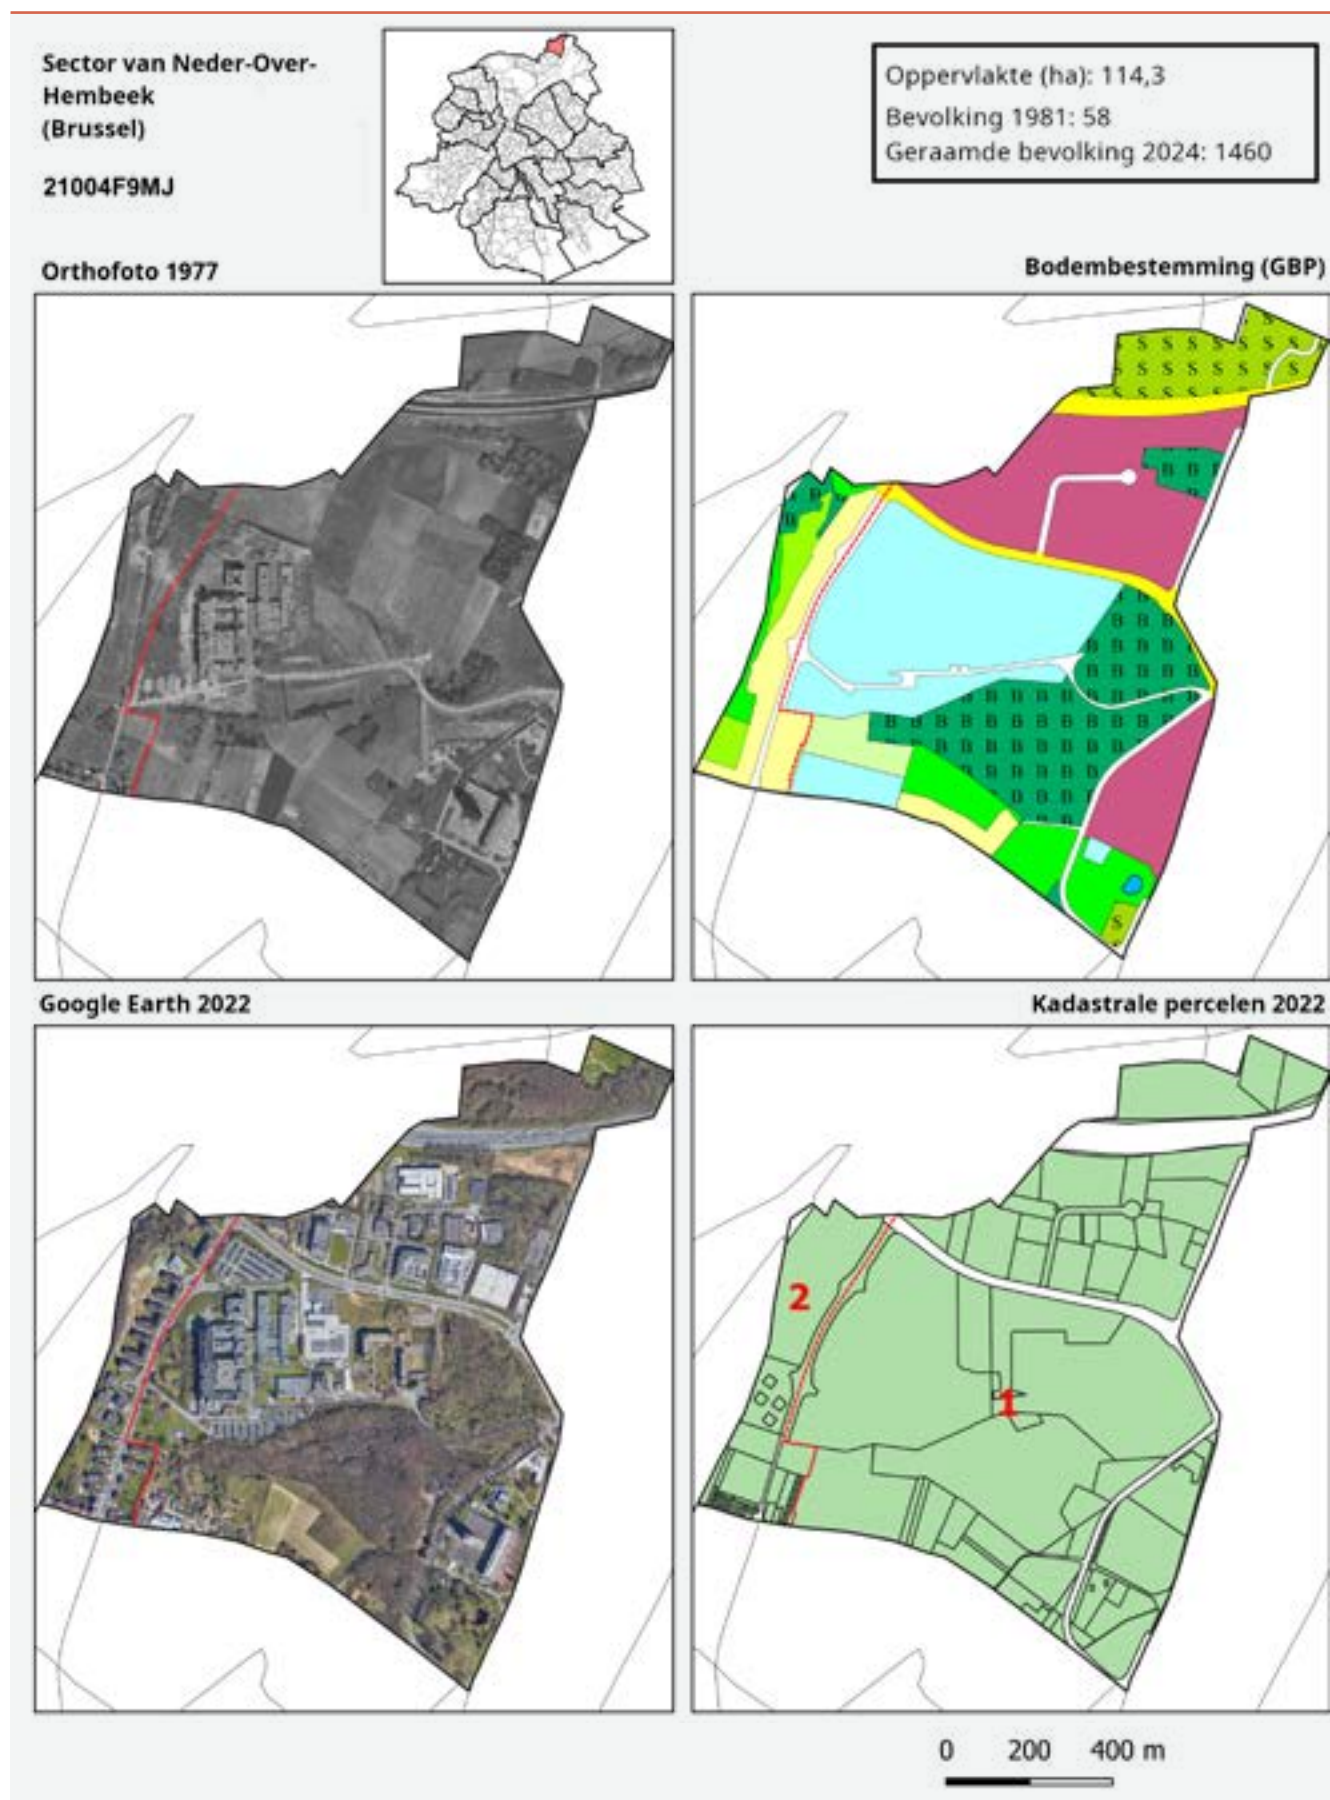 Sector van Neder-Over-
Hembeek
(Brussel)
21004F9MJ
Oppervlakte (ha): 114,3
Bevolking 1981: 58
Geraamde bevolking 2024: 1460
Orthofoto 1977
Bodembestemming (GBP)
Google Earth 2022
Kadastrale percelen 2022
2
1
0 200 400 m